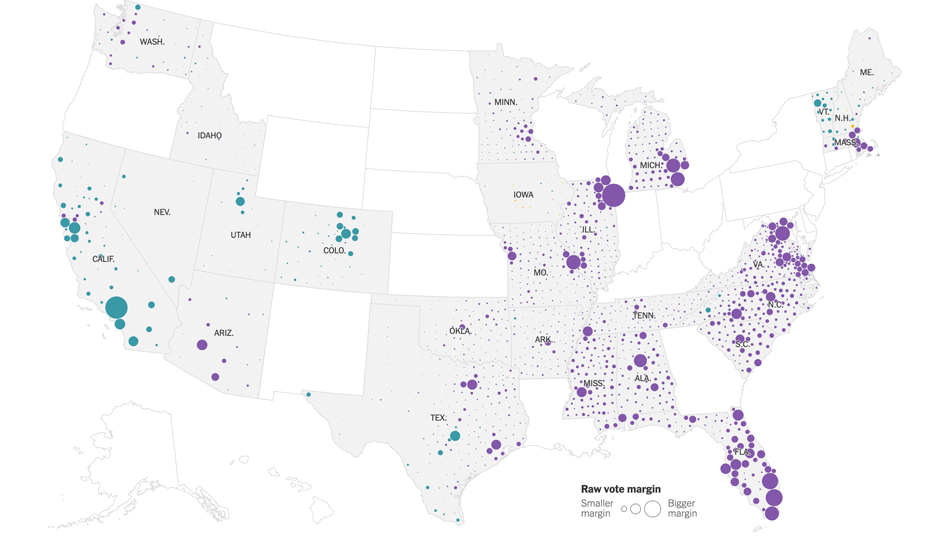 WASH.
ME.
MINN.
VT.
N.H.
IDAHO
MASS.
MICH.
IOWA
NEV.
ILL.
UTAH
COLO.
CALIF.
MO.
VA.
N.C.
TENN.
OKLA.
ARIZ.
ARK.
S.C.
ALA.
MISS.
TEX.
FLA.
Raw vote margin
Smaller margin
Bigger margin